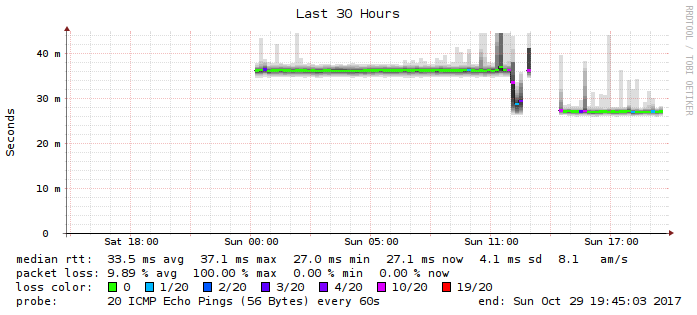 Last 30 Hours
RRDTOOL / TOBI OETIKER
Seconds
40 m
30 m
20 m
10 m
0
Sat 18:00 Sun 00:00 Sun 05:00 Sun 11:00 Sun 17:00
median rtt: 33.5 ms avg 37.1 ms max 27.0 ms min 27.1 ms now 4.1 ms sd 8.1 am/s
packet loss: 9.89 % avg 100.00 % max 0.00 % min 0.00 % now
loss color: 0 1/20 2/20 3/20 4/20 10/20 19/20
probe: 20 ICMP Echo Pings (56 Bytes) every 60s end: Sun Oct 29 19:45:03 2017